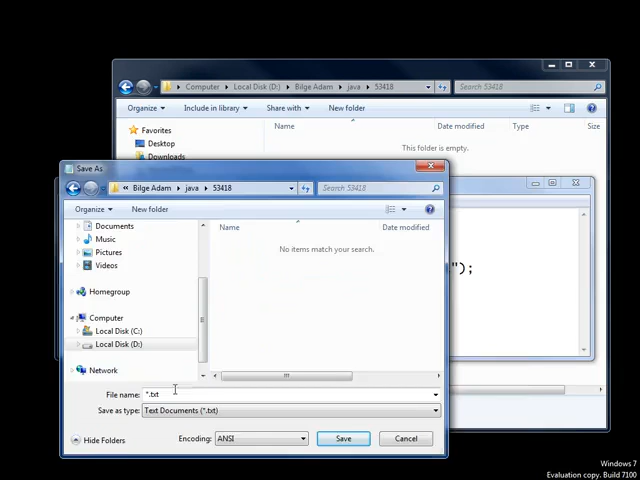 Computer Local Disk (D:) Bilge Adam java 53418 Search 53418
Organize Include in library Share with New folder
Favorites Name Date modified Type Size
Desktop This folder is empty.
Downloads
Save As
« Bilge Adam java 53418 Search 53418
Organize New folder
Documents Name Date modified
Music No items match your search.
Pictures
Videos
");
Homegroup
Computer
Local Disk (C:)
Local Disk (D:)
Network
File name: *.txt
Save as type: Text Documents (*.txt)
Hide Folders Encoding: ANSI Save Cancel
Windows 7
Evaluation copy. Build 7100